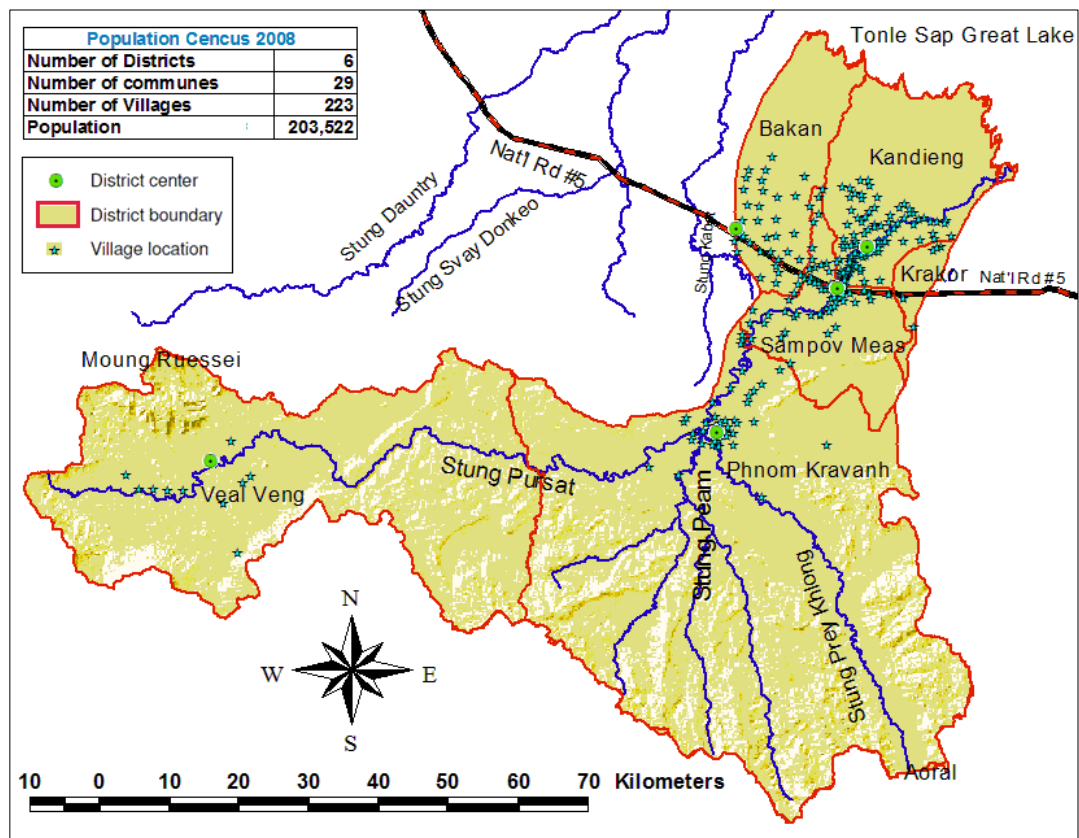 Population Cencus 2008
Number of Districts 6
Number of communes 29
Number of Villages 223
Population 203,522
District center
District boundary
Village location
Tonle Sap Great Lake
Bakan
Kandieng
Nat'l Rd #5
Stung Dauntry
Stung Svay Donkeo
Krakor
Nat'l Rd #5
Sampov Meas
Moung Ruessei
Phnom Kravanh
Stung Pursat
Veal Veng
Stung Peam
Stung Prey Khlong
Aoral
N
W E
S
10 0 10 20 30 40 50 60 70 Kilometers